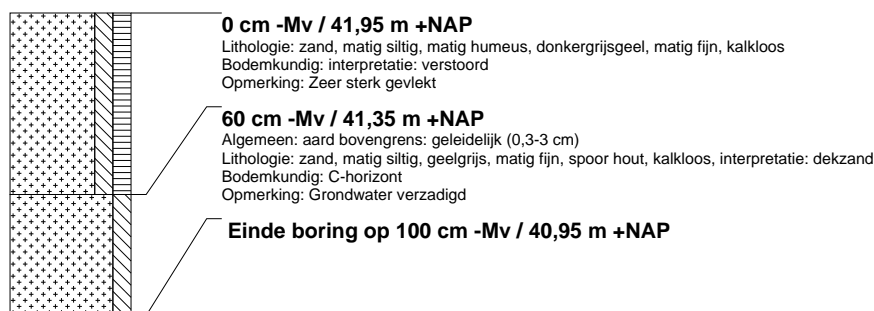 0 cm -Mv / 41,95 m +NAP
Lithologie: zand, matig siltig, matig humeus, donkergrijsgeel, matig fijn, kalkloos
Bodemkundig: interpretatie: verstoord
Opmerking: Zeer sterk gevlekt
60 cm -Mv / 41,35 m +NAP
Algemeen: aard bovengrens: geleidelijk (0,3-3 cm)
Lithologie: zand, matig siltig, geelgrijs, matig fijn, spoor hout, kalkloos, interpretatie: dekzand
Bodemkundig: C-horizont
Opmerking: Grondwater verzadigd
Einde boring op 100 cm -Mv / 40,95 m +NAP